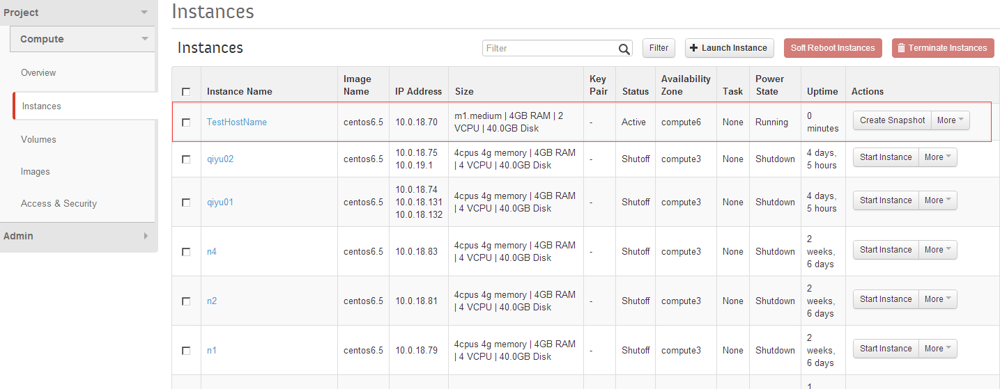 Project
Compute
Overview
Instances
Volumes
Images
Access & Security
Admin
Instances
Instances
Filter
Filter
Launch Instance
Soft Reboot Instances
Terminate Instances
Instance Name
Image
Name
IP Address
Size
Key
Pair
Status
Availability
Zone
Task
Power
State
Uptime
Actions
TestHostName
centos6.5
10.0.18.70
m1.medium | 4GB RAM | 2
VCPU | 40.0GB Disk
-
Active
compute6
None
Running
0
minutes
Create Snapshot
More
qiyu02
centos6.5
10.0.18.75
10.0.19.1
4cpus 4g memory | 4GB RAM
| 4 VCPU | 40.0GB Disk
-
Shutoff
compute3
None
Shutdown
4 days,
5 hours
Start Instance
More
qiyu01
centos6.5
10.0.18.74
10.0.18.131
10.0.18.132
4cpus 4g memory | 4GB RAM
| 4 VCPU | 40.0GB Disk
-
Shutoff
compute3
None
Shutdown
4 days,
5 hours
Start Instance
More
n4
centos6.5
10.0.18.83
4cpus 4g memory | 4GB RAM
| 4 VCPU | 40.0GB Disk
-
Shutoff
compute3
None
Shutdown
2
weeks,
6 days
Start Instance
More
n2
centos6.5
10.0.18.81
4cpus 4g memory | 4GB RAM
| 4 VCPU | 40.0GB Disk
-
Shutoff
compute3
None
Shutdown
2
weeks,
6 days
Start Instance
More
n1
centos6.5
10.0.18.79
4cpus 4g memory | 4GB RAM
| 4 VCPU | 40.0GB Disk
-
Shutoff
compute3
None
Shutdown
2
weeks,
6 days
Start Instance
More
1